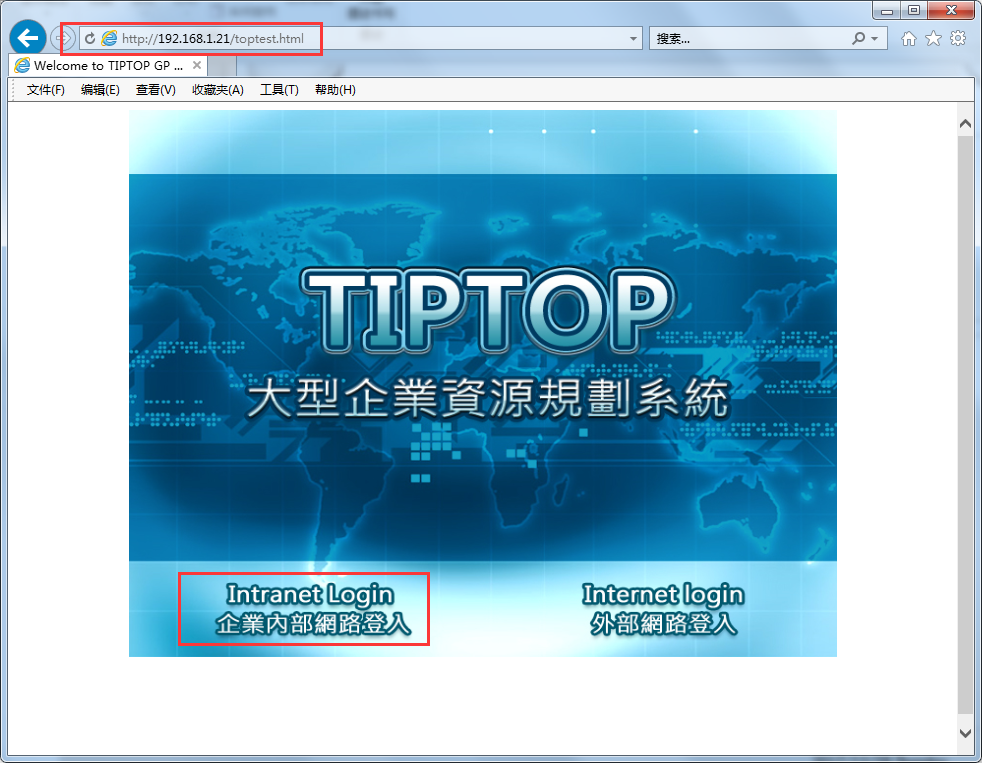 http://192.168.1.21/toptest.html
搜索...
Welcome to TIPTOP GP ...
文件(F) 编辑(E) 查看(V) 收藏夹(A) 工具(T) 帮助(H)
TIPTOP
大型企業資源規劃系統
Intranet Login
企業內部網路登入
Internet login
外部網路登入